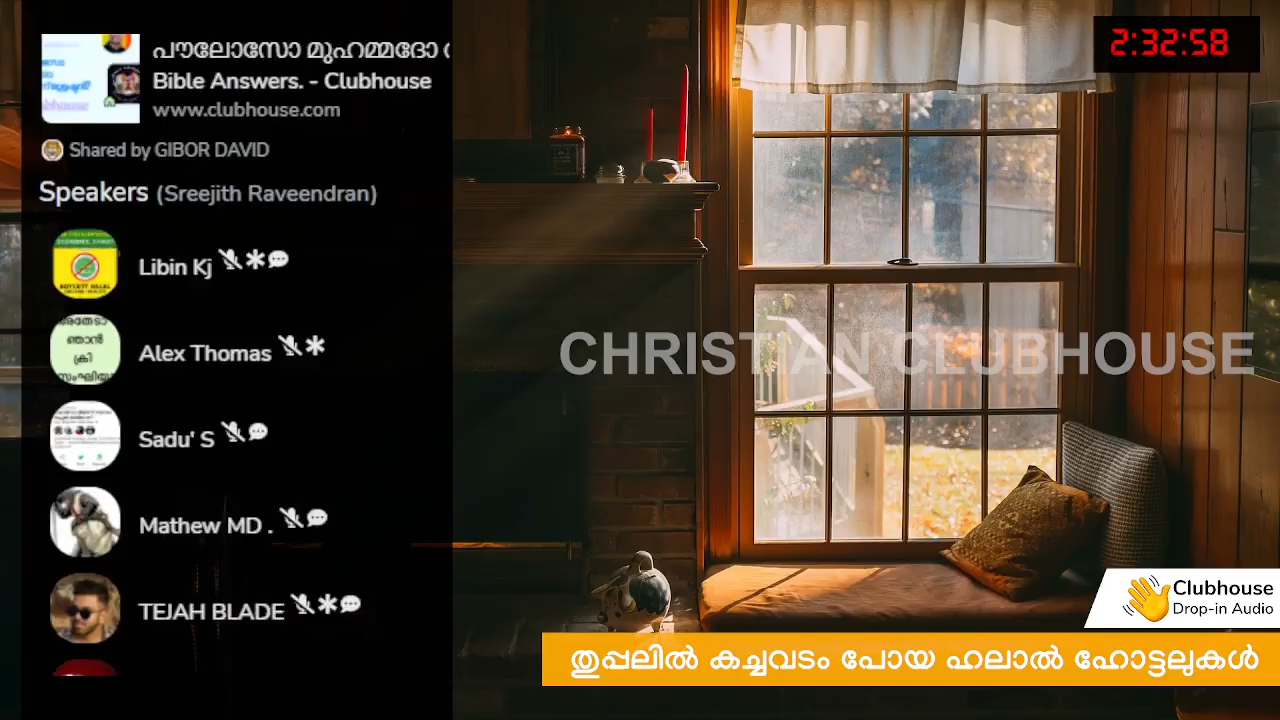 പൗലോസോ മുഹമ്മദോ
Bible Answers. - Clubhouse
www.clubhouse.com
Shared by GIBOR DAVID
Speakers (Sreejith Raveendran)
Libin Kj
അതേടാ
ഞാൻ
ക്രി
സംഘിയാ
Alex Thomas
Sadu' S
Mathew MD .
TEJAH BLADE
2:32:58
CHRISTIAN CLUBHOUSE
Clubhouse
Drop-in Audio
തുപ്പലിൽ കച്ചവടം പോയ ഹലാൽ ഹോട്ടലുകൾ